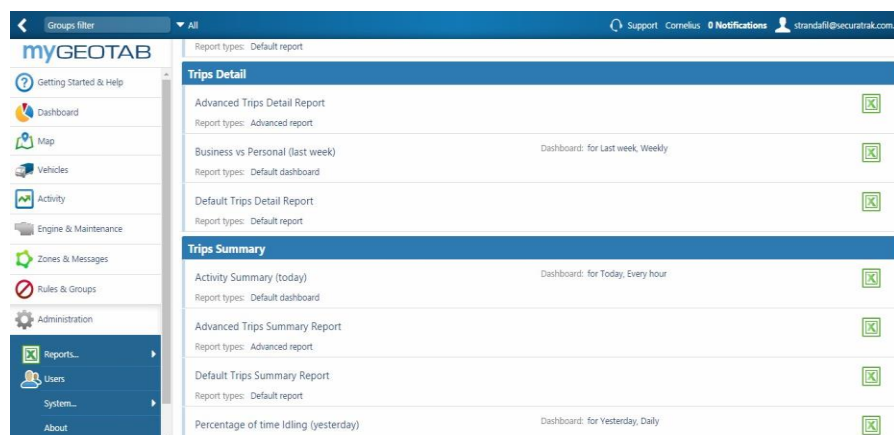 Groups filter
All
Support Cornelius 0 Notifications strandafil@securatrak.com.
myGEOTAB
Getting Started & Help
Dashboard
Map
Vehicles
Activity
Engine & Maintenance
Zones & Messages
Rules & Groups
Administration
Reports...
Users
System...
About
Report types: Default report
Trips Detail
Advanced Trips Detail Report
Report types: Advanced report
Business vs Personal (last week) Dashboard: for Last week, Weekly
Report types: Default dashboard
Default Trips Detail Report
Report types: Default report
Trips Summary
Activity Summary (today) Dashboard: for Today, Every hour
Report types: Default dashboard
Advanced Trips Summary Report
Report types: Advanced report
Default Trips Summary Report
Report types: Default report
Percentage of time Idling (yesterday) Dashboard: for Yesterday, Daily